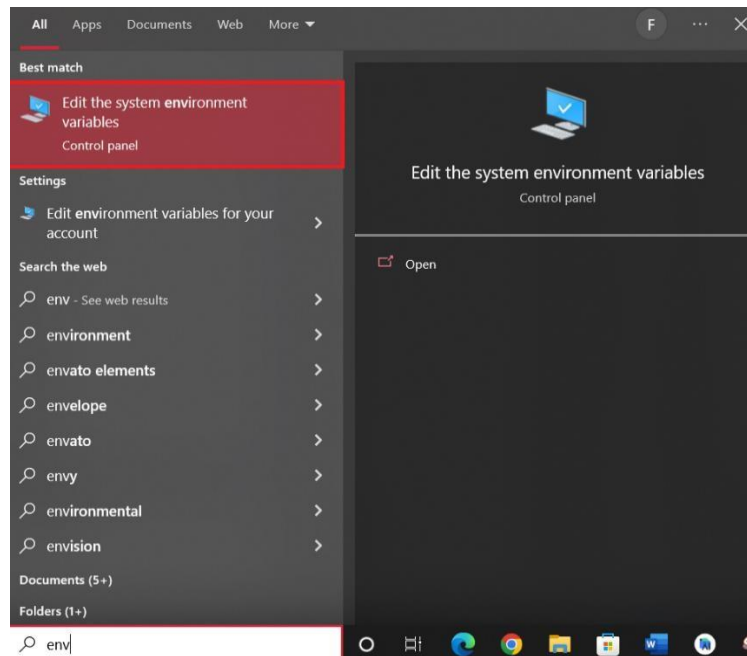 All Apps Documents Web More F
Best match
Edit the system environment
variables
Control panel
Settings
Edit environment variables for your
account
Search the web
env - See web results
environment
envato elements
envelope
envato
envy
environmental
envision
Documents (5+)
Folders (1+)
env
Edit the system environment variables
Control panel
Open
W